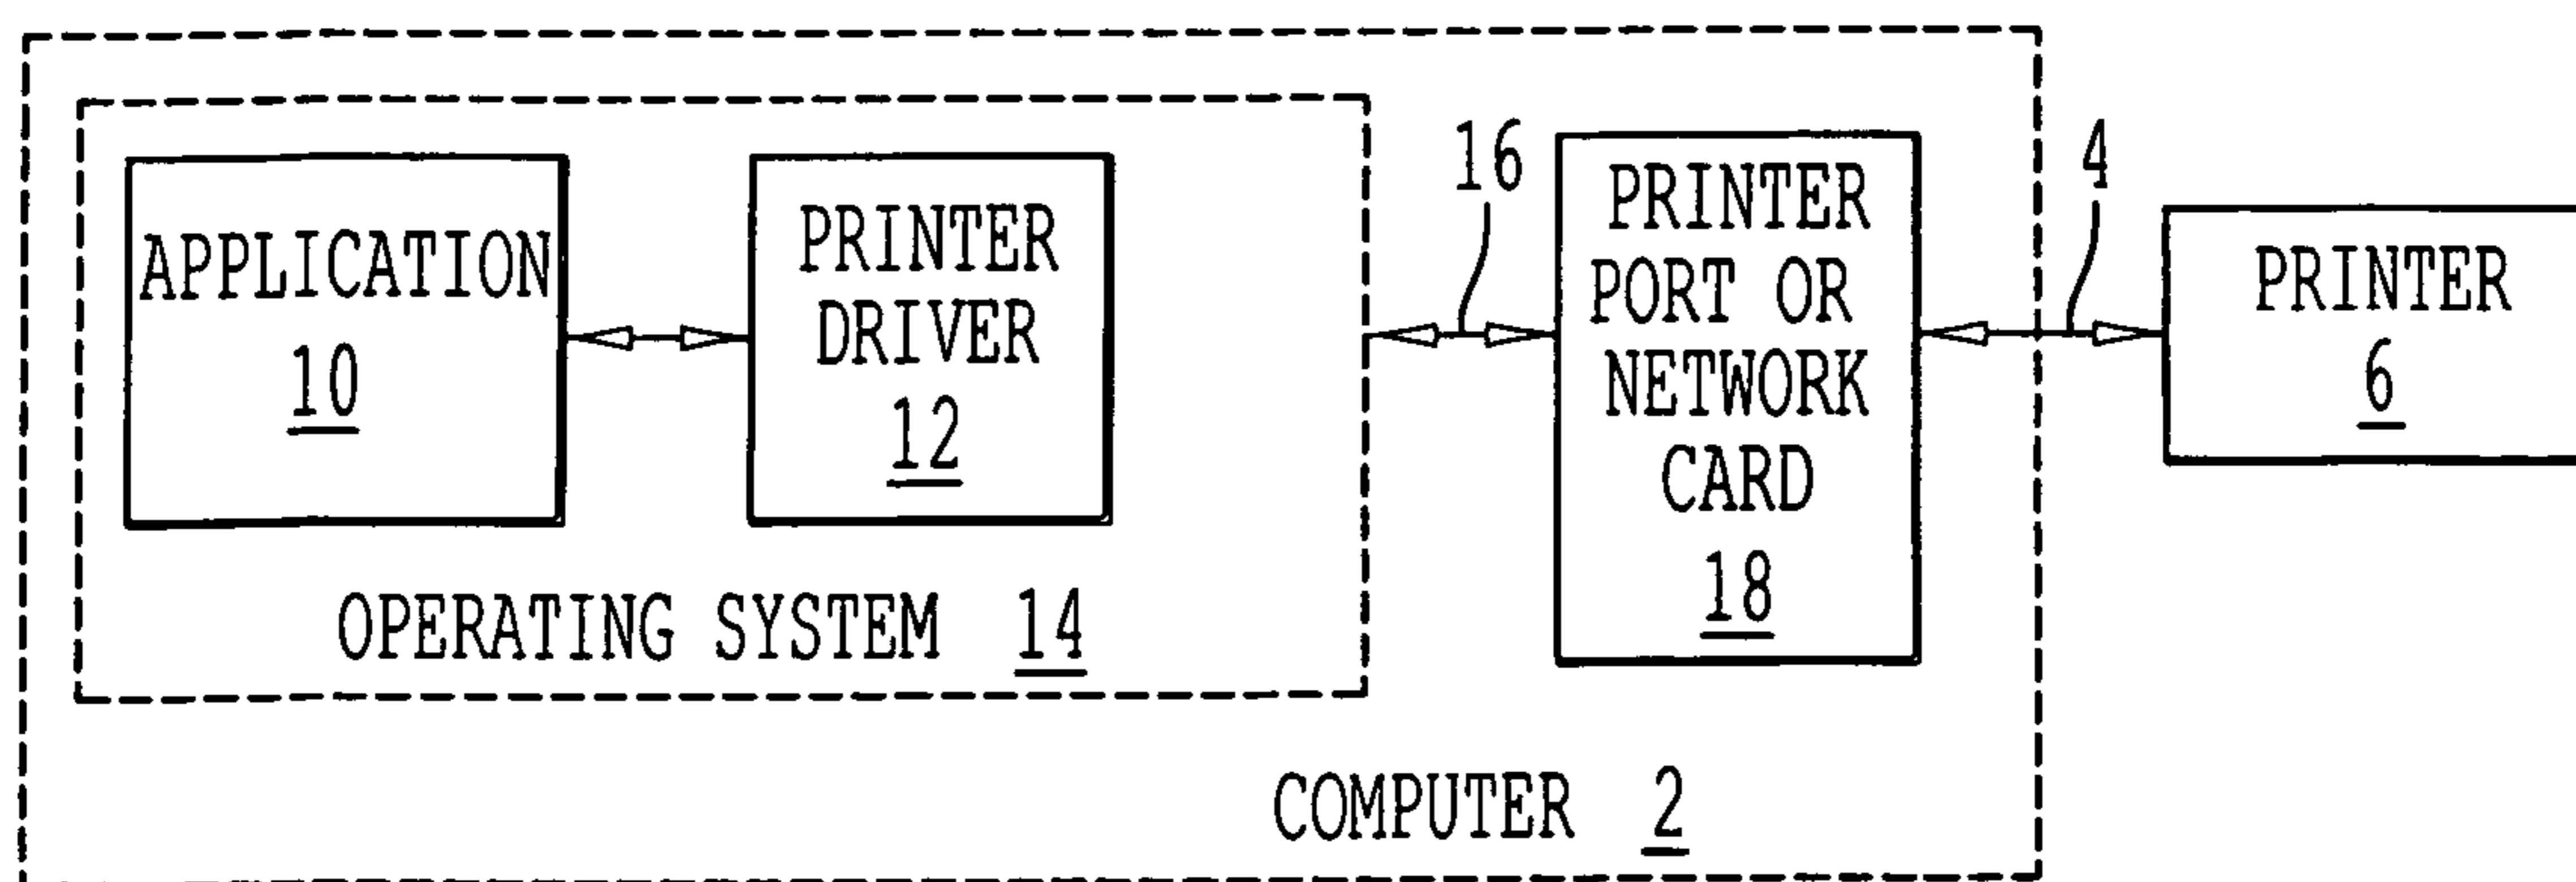 APPLICATION
10
PRINTER
DRIVER
12
OPERATING SYSTEM 14
16
PRINTER
PORT OR
NETWORK
CARD
18
4
PRINTER
6
COMPUTER 2